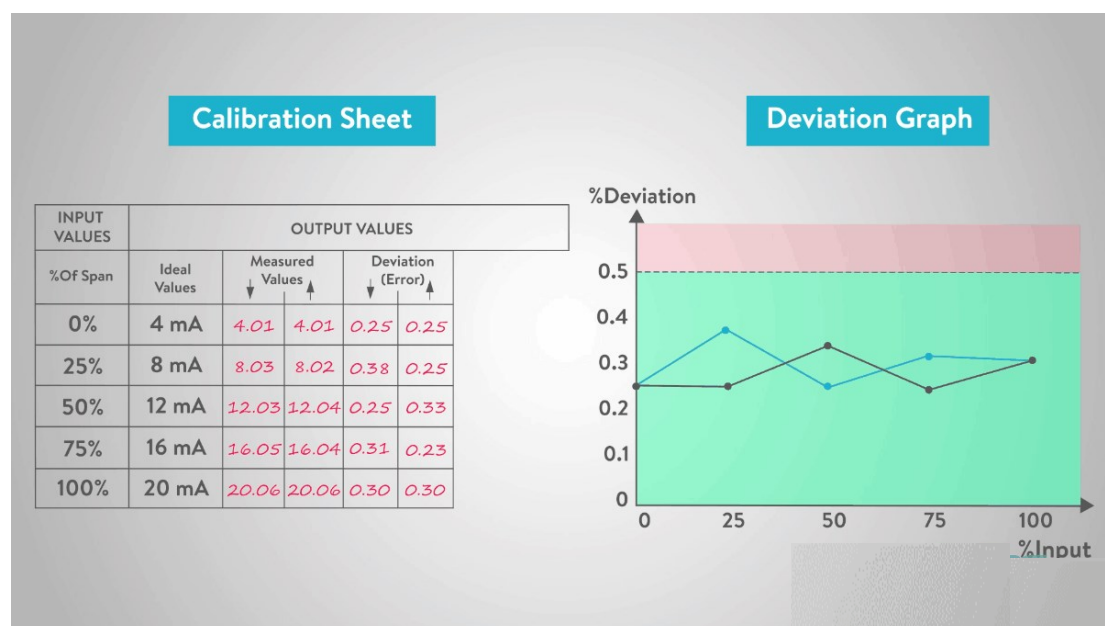 Calibration Sheet
Deviation Graph
INPUT VALUES
OUTPUT VALUES
%Of Span
Ideal Values
Measured Values
Deviation (Error)
0% 4 mA 4.01 4.01 0.25 0.25
25% 8 mA 8.03 8.02 0.38 0.25
50% 12 mA 12.03 12.04 0.25 0.33
75% 16 mA 16.05 16.04 0.31 0.23
100% 20 mA 20.06 20.06 0.30 0.30
%Deviation
0.5
0.4
0.3
0.2
0.1
0
0 25 50 75 100
%Input